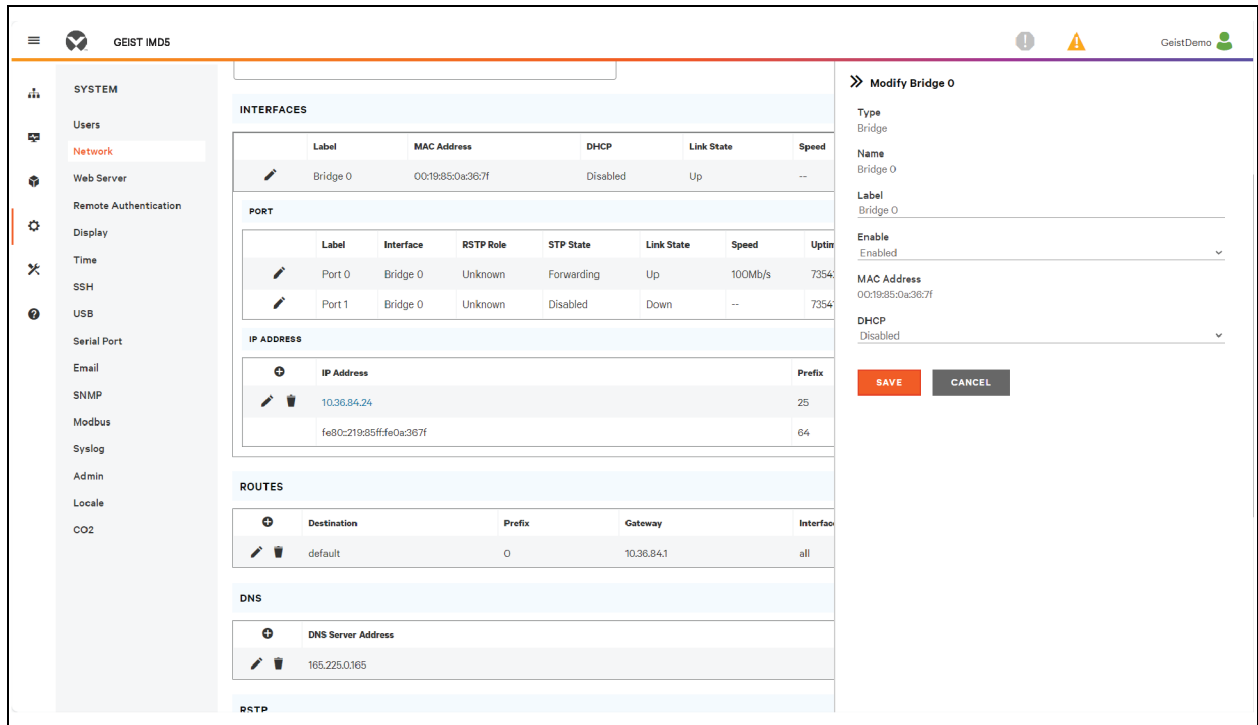 GEIST IMD5
GeistDemo
SYSTEM
Users
Network
Web Server
Remote Authentication
Display
Time
SSH
USB
Serial Port
Email
SNMP
Modbus
Syslog
Admin
Locale
CO2
INTERFACES
Label MAC Address DHCP Link State Speed
Bridge 0 00:19:85:0a:36:7f Disabled Up --
PORT
Label Interface RSTP Role STP State Link State Speed
Port 0 Bridge 0 Unknown Forwarding Up 100Mb/s
Port 1 Bridge 0 Unknown Disabled Down --
IP ADDRESS
IP Address Prefix
10.36.84.24 25
fe80::219:85ff:fe0a:367f 64
ROUTES
Destination Prefix Gateway
default 0 10.36.84.1 all
DNS
DNS Server Address
165.225.0.165
RSTP
Modify Bridge 0
Type
Bridge
Name
Bridge 0
Label
Bridge 0
Enable
Enabled
MAC Address
00:19:85:0a:36:7f
DHCP
Disabled
SAVE CANCEL